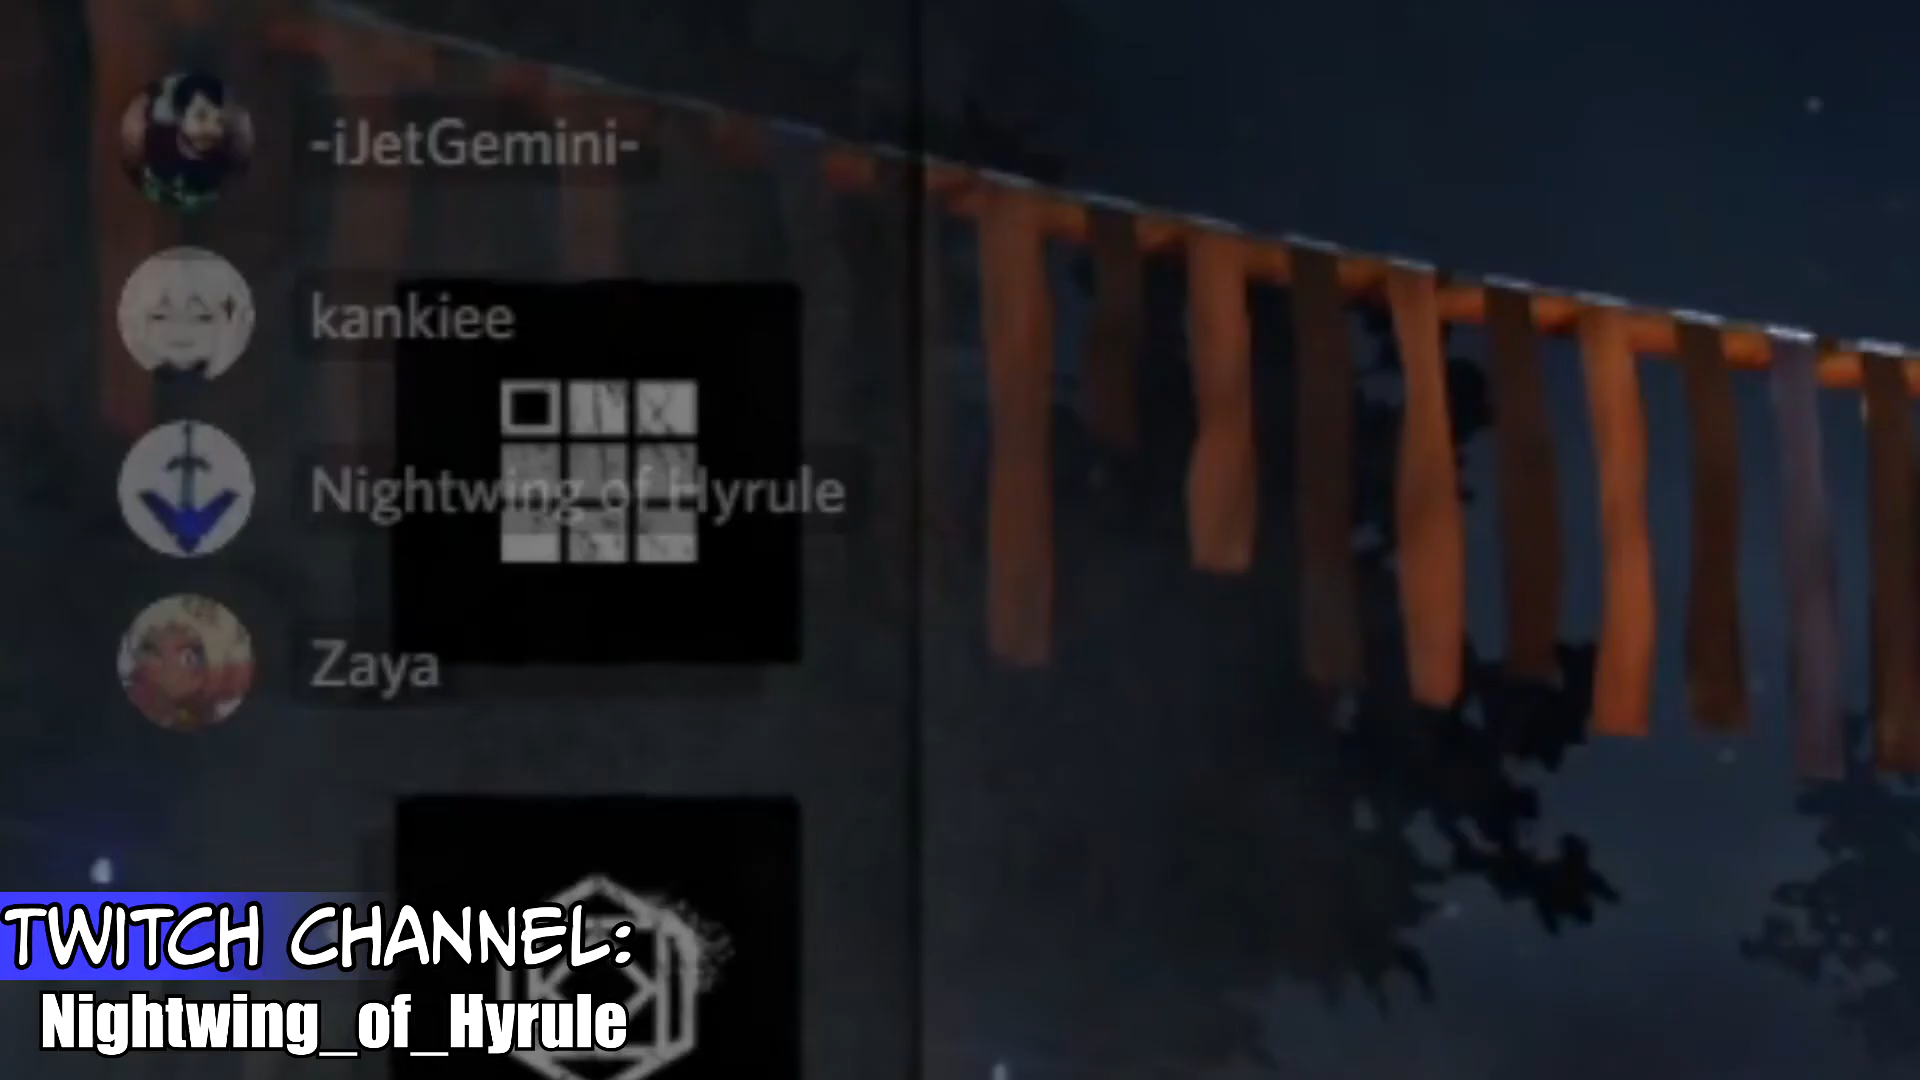 -iJetGemini-
kankiee
Nightwing of Hyrule
Zaya
TWITCH CHANNEL:
Nightwing_of_Hyrule